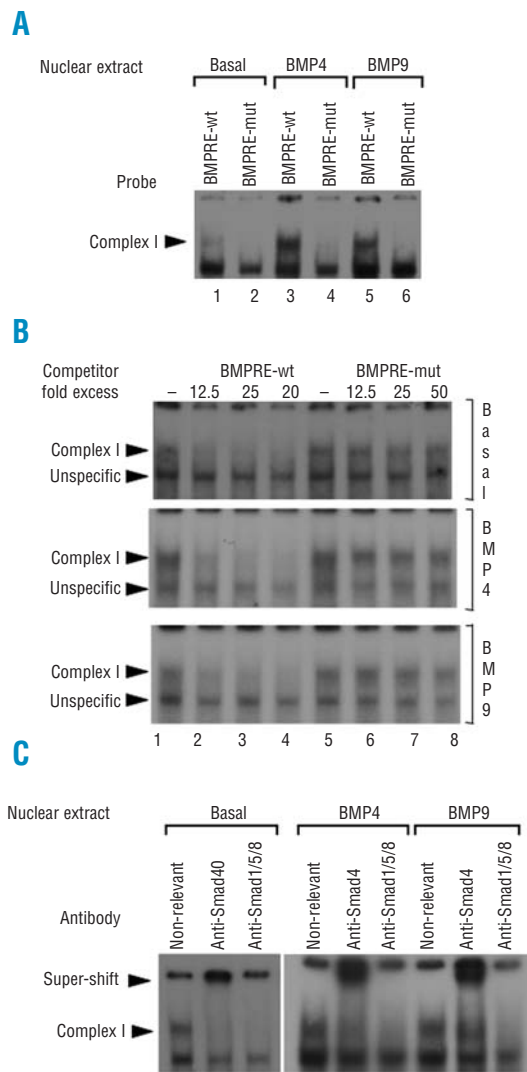 A
Nuclear extract Basal BMP4 BMP9
Probe BMPRE-wt BMPRE-mut BMPRE-wt BMPRE-mut BMPRE-wt BMPRE-mut
Complex I
1 2 3 4 5 6
B
Competitor fold excess BMPRE-wt BMPRE-mut
– 12.5 25 20 – 12.5 25 50
Complex I
Unspecific
Basal
Complex I
Unspecific
BMP4
Complex I
Unspecific
BMP9
1 2 3 4 5 6 7 8
C
Nuclear extract Basal BMP4 BMP9
Antibody Non-relevant Anti-Smad40 Anti-Smad1/5/8 Non-relevant Anti-Smad4 Anti-Smad1/5/8 Non-relevant Anti-Smad4 Anti-Smad1/5/8
Super-shift
Complex I